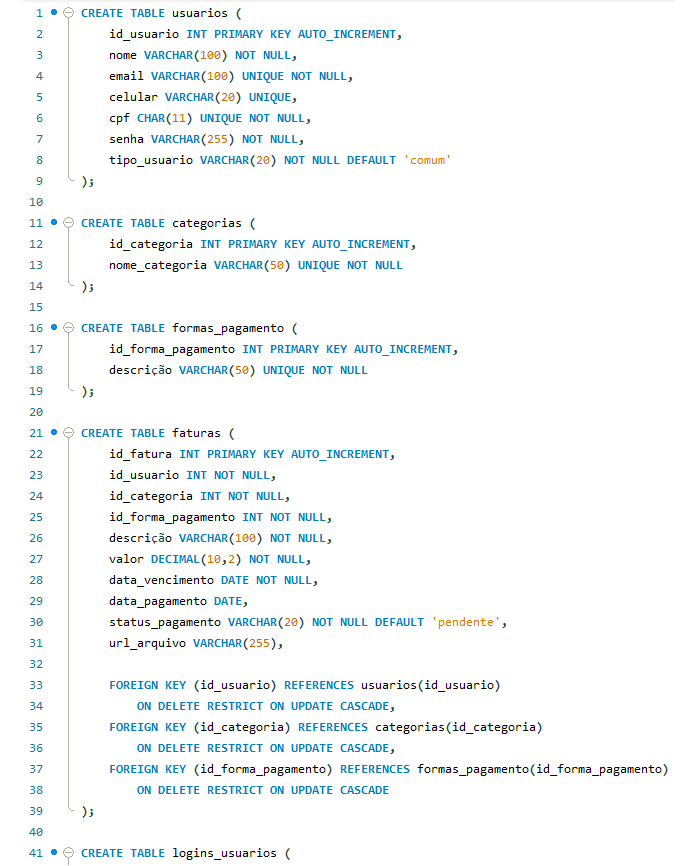 1 CREATE TABLE usuarios (
2 id_usuario INT PRIMARY KEY AUTO_INCREMENT,
3 nome VARCHAR(100) NOT NULL,
4 email VARCHAR(100) UNIQUE NOT NULL,
5 celular VARCHAR(20) UNIQUE,
6 cpf CHAR(11) UNIQUE NOT NULL,
7 senha VARCHAR(255) NOT NULL,
8 tipo_usuario VARCHAR(20) NOT NULL DEFAULT 'comum'
9 );
10
11 CREATE TABLE categorias (
12 id_categoria INT PRIMARY KEY AUTO_INCREMENT,
13 nome_categoria VARCHAR(50) UNIQUE NOT NULL
14 );
15
16 CREATE TABLE formas_pagamento (
17 id_forma_pagamento INT PRIMARY KEY AUTO_INCREMENT,
18 descrição VARCHAR(50) UNIQUE NOT NULL
19 );
20
21 CREATE TABLE faturas (
22 id_fatura INT PRIMARY KEY AUTO_INCREMENT,
23 id_usuario INT NOT NULL,
24 id_categoria INT NOT NULL,
25 id_forma_pagamento INT NOT NULL,
26 descrição VARCHAR(100) NOT NULL,
27 valor DECIMAL(10,2) NOT NULL,
28 data_vencimento DATE NOT NULL,
29 data_pagamento DATE,
30 status_pagamento VARCHAR(20) NOT NULL DEFAULT 'pendente',
31 url_arquivo VARCHAR(255),
32
33 FOREIGN KEY (id_usuario) REFERENCES usuarios(id_usuario)
34 ON DELETE RESTRICT ON UPDATE CASCADE,
35 FOREIGN KEY (id_categoria) REFERENCES categorias(id_categoria)
36 ON DELETE RESTRICT ON UPDATE CASCADE,
37 FOREIGN KEY (id_forma_pagamento) REFERENCES formas_pagamento(id_forma_pagamento)
38 ON DELETE RESTRICT ON UPDATE CASCADE
39 );
40
41 CREATE TABLE logins_usuarios (